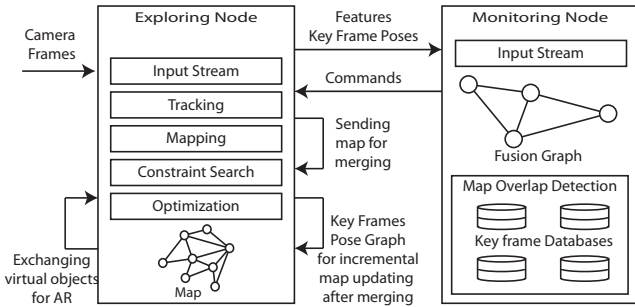 Exploring Node
Monitoring Node
Camera
Frames
Features
Key Frame Poses
Input Stream
Input Stream
Commands
Tracking
Mapping
Constraint Search
Optimization
Sending
map for
merging
Fusion Graph
Map Overlap Detection
Key frame Databases
Exchanging
virtual objects
for AR
Map
Key Frames
Pose Graph
for incremental
map updating
after merging